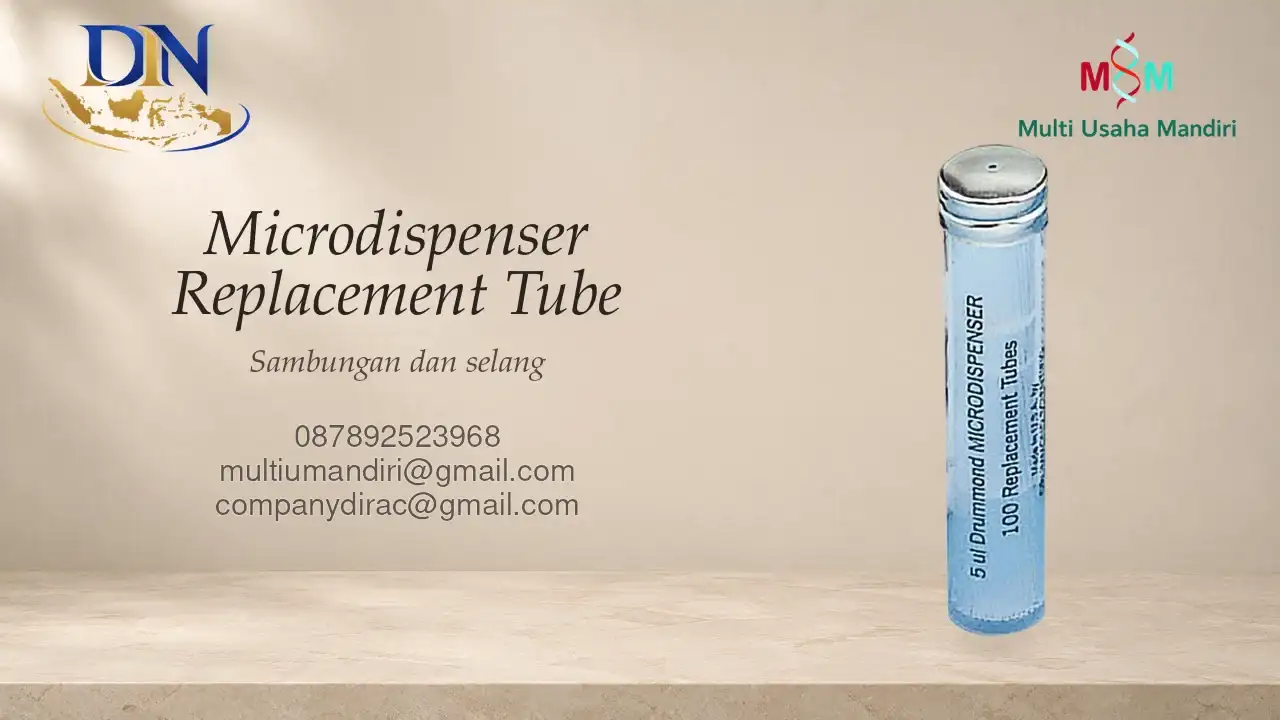 DIN
MSM
Multi Usaha Mandiri
Microdispenser
Replacement Tube
Sambungan dan selang
087892523968
multiumandiri@gmail.com
companydirac@gmail.com
5 ul Drummond MICRODISPENSER
100 Replacement Tubes